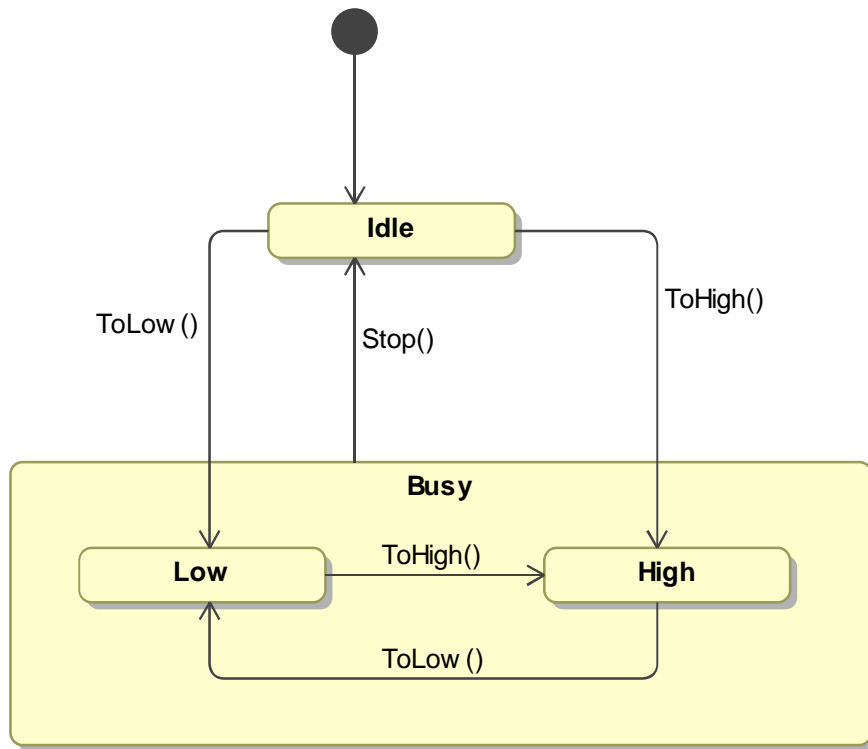 Idle
ToLow ()
ToHigh()
Stop()
Busy
Low
ToHigh()
High
ToLow ()